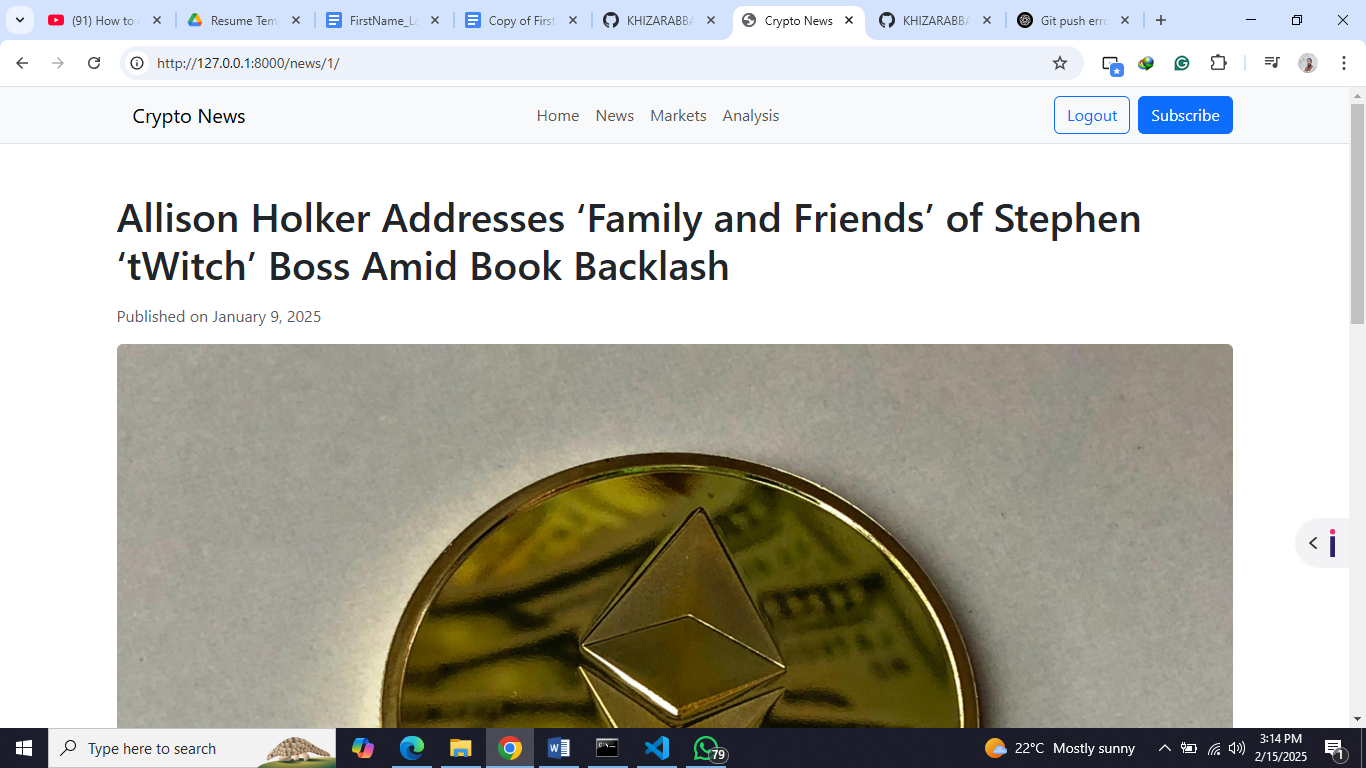 (91) How to
Resume Tem
FirstName_La
Copy of First
KHIZARABBA
Crypto News
KHIZARABBA
Git push erro
http://127.0.0.1:8000/news/1/
Crypto News
Home
News
Markets
Analysis
Logout
Subscribe
Allison Holker Addresses ‘Family and Friends’ of Stephen
‘tWitch’ Boss Amid Book Backlash
Published on January 9, 2025
Type here to search
79
22°C Mostly sunny
3:14 PM
2/15/2025
1